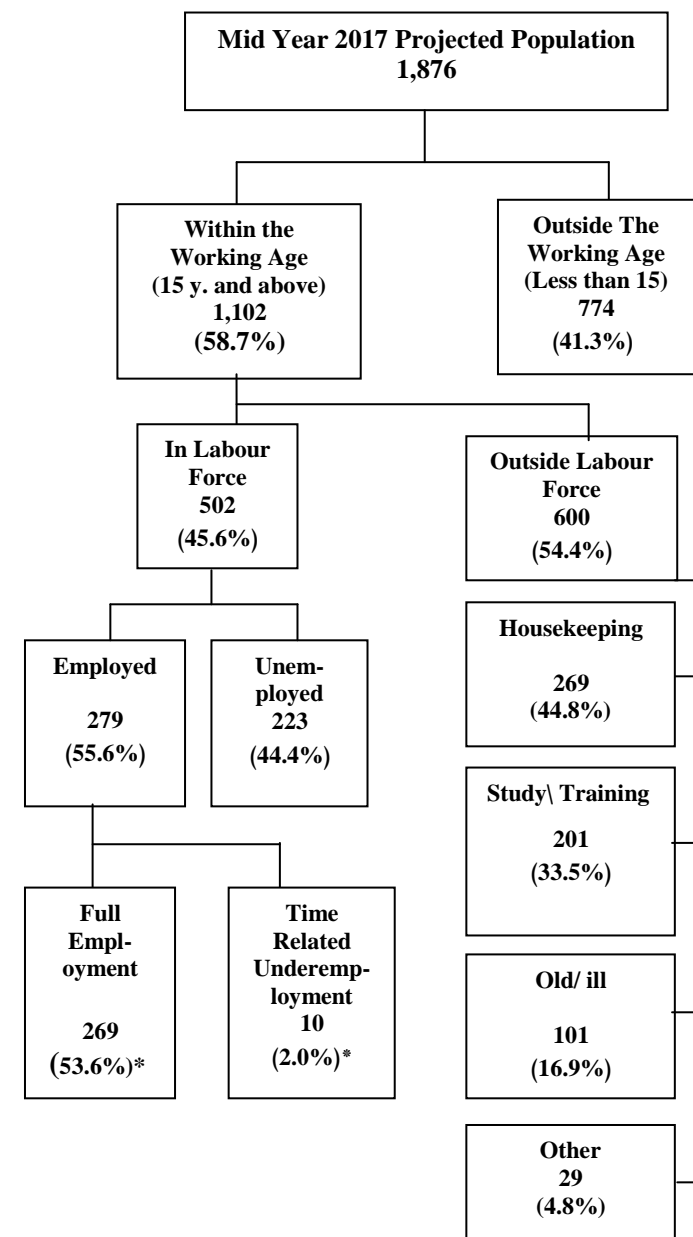 Mid Year 2017 Projected Population
1,876
Within the
Working Age
(15 y. and above)
1,102
(58.7%)
Outside The
Working Age
(Less than 15)
774
(41.3%)
In Labour
Force
502
(45.6%)
Outside Labour
Force
600
(54.4%)
Employed
279
(55.6%)
Unem-
ployed
223
(44.4%)
Housekeeping
269
(44.8%)
Study\ Training
201
(33.5%)
Full
Empl-
oyment
269
(53.6%)*
Time
Related
Underemp-
loyment
10
(2.0%)*
Old/ ill
101
(16.9%)
Other
29
(4.8%)